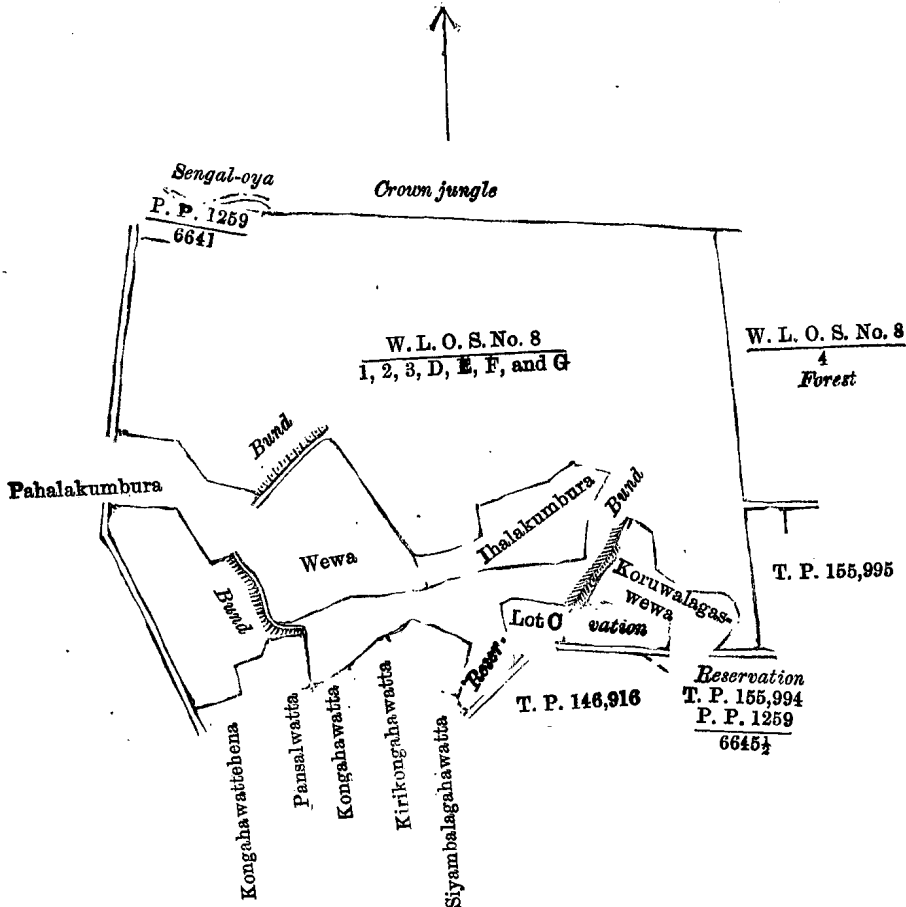 Sengal-oya
Crown jungle
P. P. 1259
6641
W. L. O. S. No. 8
1, 2, 3, D, E, F, and G
W. L. O. S. No. 8
4
Forest
Bund
Pahalakumbura
Ihalakumbura
Bund
Wewa
T. P. 155,995
Koruwalagas-
wewa
Bund
Lot C
Reser-
vation
Reservation
T. P. 155,994
P. P. 1259
6645½
T. P. 146,916
Kongahawattehena
Pansalwatta
Kongahawatta
Kirikongahawatta
Siyambalagahawatta